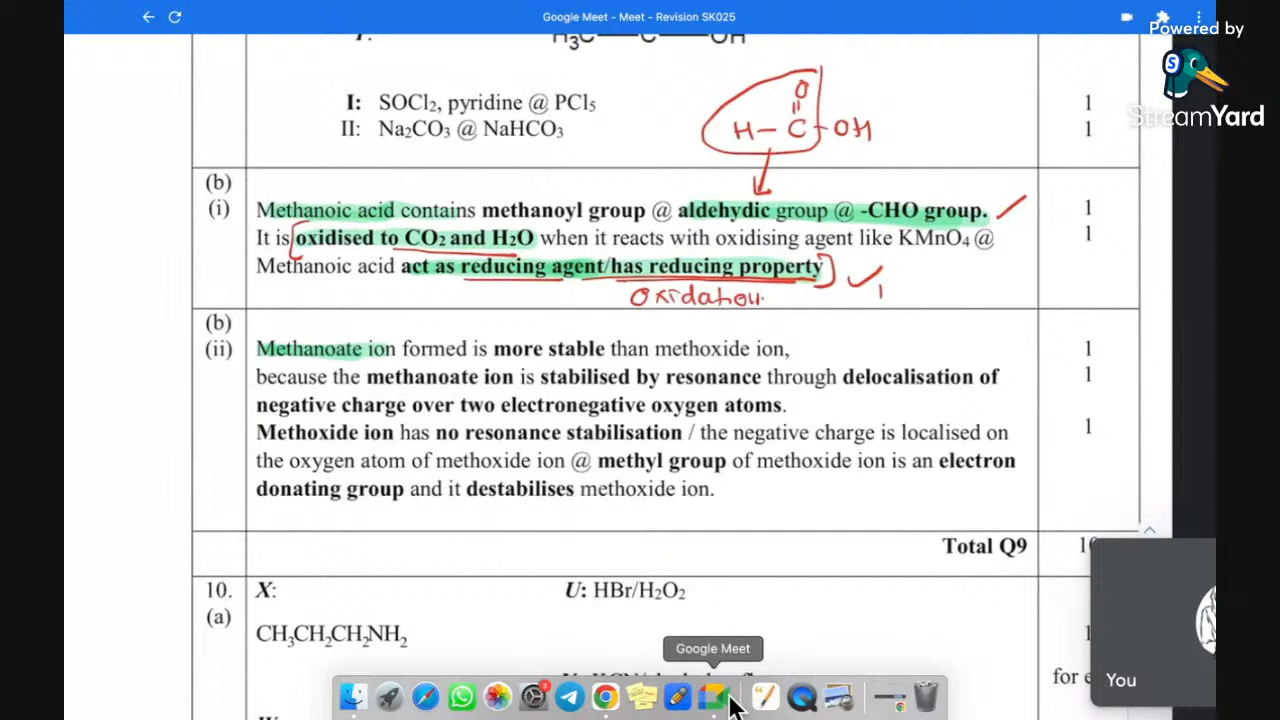 Google Meet - Meet - Revision SK025
Powered by
StreamYard
H3C C OH
I: SOCl2, pyridine @ PCl5 1
II: Na2CO3 @ NaHCO3 1
O
H – C – OH
(b)
(i) Methanoic acid contains methanoyl group @ aldehydic group @ -CHO group. 1
It is oxidised to CO2 and H2O when it reacts with oxidising agent like KMnO4 @ 1
Methanoic acid act as reducing agent/has reducing property
1
Oxidation.
(b)
(ii) Methanoate ion formed is more stable than methoxide ion, 1
because the methanoate ion is stabilised by resonance through delocalisation of 1
negative charge over two electronegative oxygen atoms.
Methoxide ion has no resonance stabilisation / the negative charge is localised on 1
the oxygen atom of methoxide ion @ methyl group of methoxide ion is an electron
donating group and it destabilises methoxide ion.
Total Q9
10. X: U: HBr/H2O2
(a)
CH3CH2CH2NH2
Google Meet
for e
You